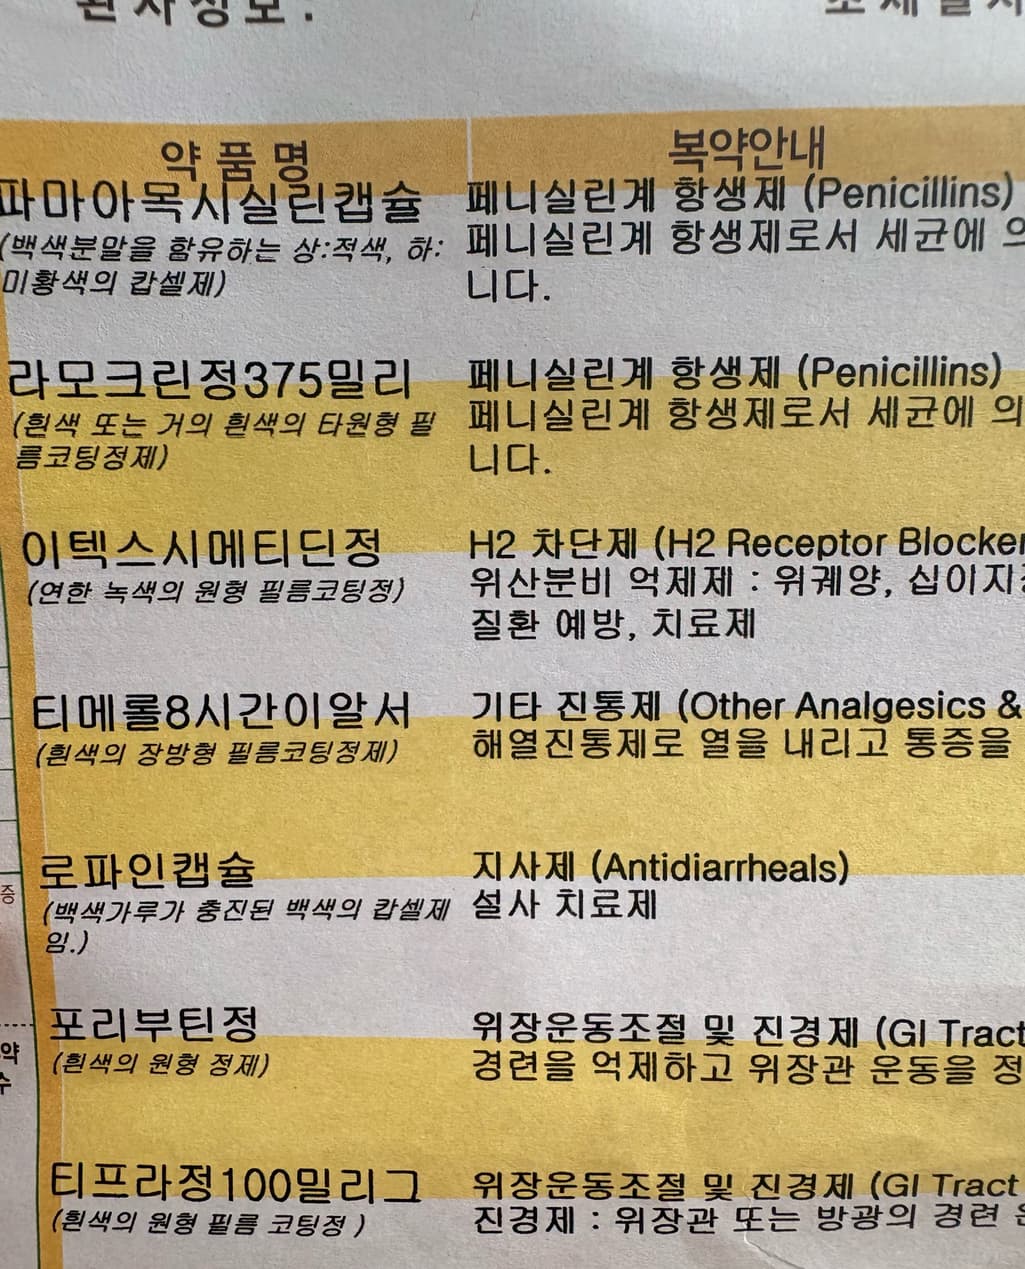 환자정보 :
약 품 명
복약안내
파마아목시실린캡슐
(백색분말을 함유하는 상:적색, 하:
미황색의 캅셀제)
페니실린계 항생제 (Penicillins)
페니실린계 항생제로서 세균에 의
니다.
라모크린정375밀리
(흰색 또는 거의 흰색의 타원형 필
름코팅정제)
페니실린계 항생제 (Penicillins)
페니실린계 항생제로서 세균에 의
니다.
이텍스시메티딘정
(연한 녹색의 원형 필름코팅정)
H2 차단제 (H2 Receptor Blocker
위산분비 억제제 : 위궤양, 십이지
질환 예방, 치료제
티메롤8시간이알서
(흰색의 장방형 필름코팅정제)
기타 진통제 (Other Analgesics &
해열진통제로 열을 내리고 통증을
로파인캡슐
(백색가루가 충진된 백색의 캅셀제
임.)
지사제 (Antidiarrheals)
설사 치료제
포리부틴정
(흰색의 원형 정제)
위장운동조절 및 진경제 (GI Tract
경련을 억제하고 위장관 운동을 정
티프라정100밀리그
(흰색의 원형 필름 코팅정 )
위장운동조절 및 진경제 (GI Tract
진경제 : 위장관 또는 방광의 경련
증
약
수